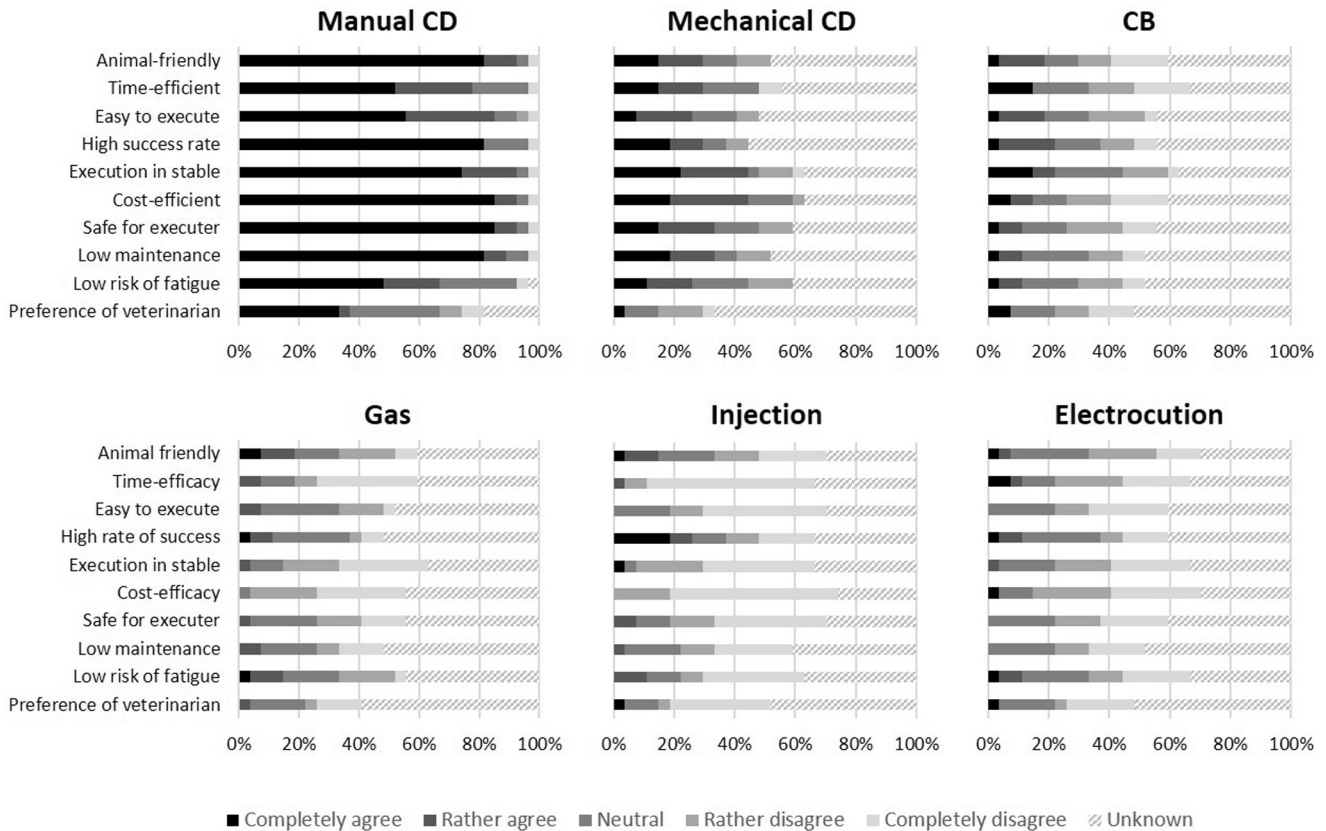 Manual CD Mechanical CD CB
Animal-friendly
Time-efficient
Easy to execute
High success rate
Execution in stable
Cost-efficient
Safe for executer
Low maintenance
Low risk of fatigue
Preference of veterinarian
0% 20% 40% 60% 80% 100% 0% 20% 40% 60% 80% 100% 0% 20% 40% 60% 80% 100%
Gas Injection Electrocution
Animal friendly
Time-efficacy
Easy to execute
High rate of success
Execution in stable
Cost-efficacy
Safe for executer
Low maintenance
Low risk of fatigue
Preference of veterinarian
0% 20% 40% 60% 80% 100% 0% 20% 40% 60% 80% 100% 0% 20% 40% 60% 80% 100%
Completely agree Rather agree Neutral Rather disagree Completely disagree Unknown